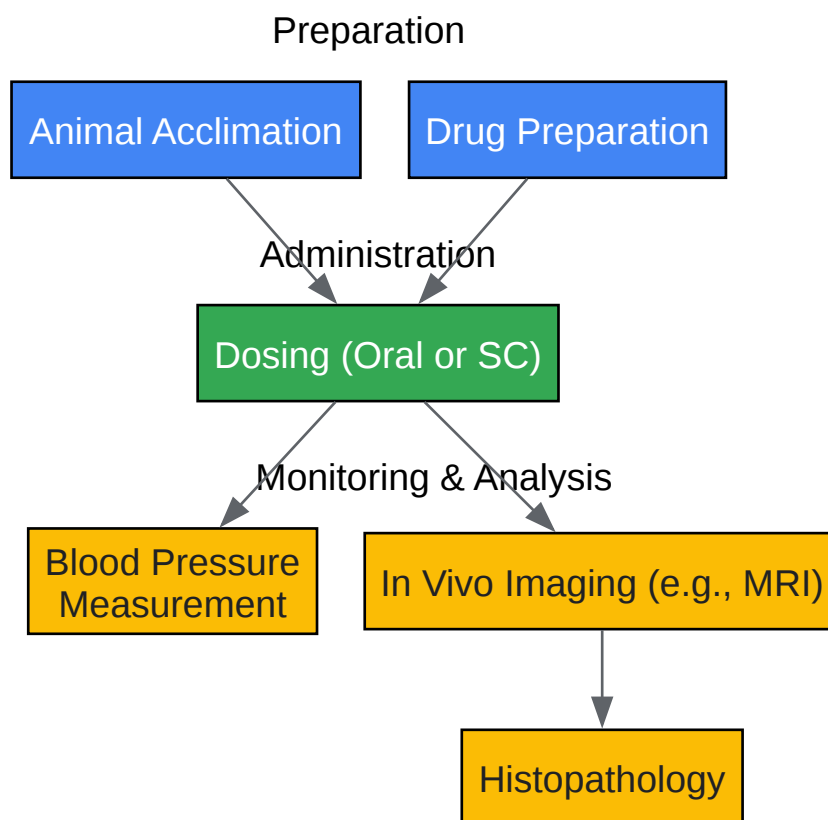 Preparation
Animal Acclimation
Drug Preparation
Administration
Dosing (Oral or SC)
Monitoring & Analysis
Blood Pressure
Measurement
In Vivo Imaging (e.g., MRI)
Histopathology